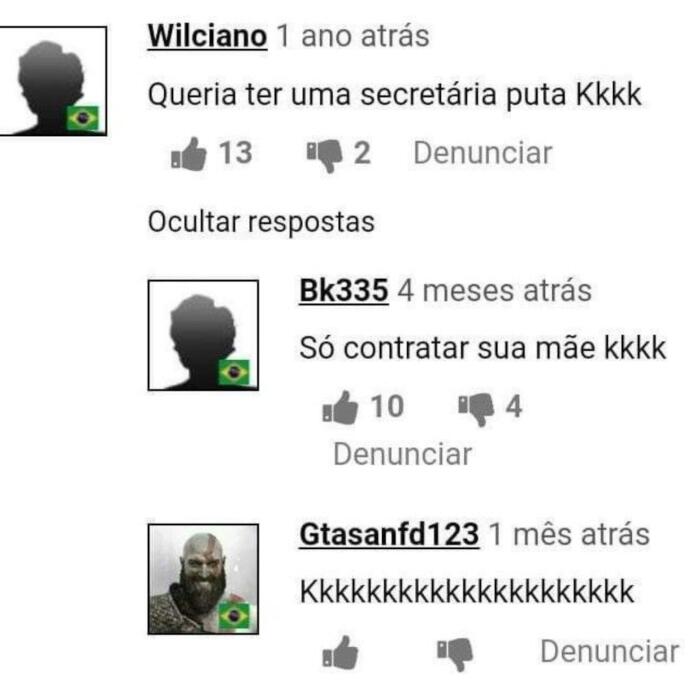 Wilciano 1 ano atrás
Queria ter uma secretária puta Kkkk
13 2 Denunciar
Ocultar respostas
Bk335 4 meses atrás
Só contratar sua mãe kkkk
10 4
Denunciar
Gtasanfd123 1 mês atrás
Kkkkkkkkkkkkkkkkkkkkkk
Denunciar